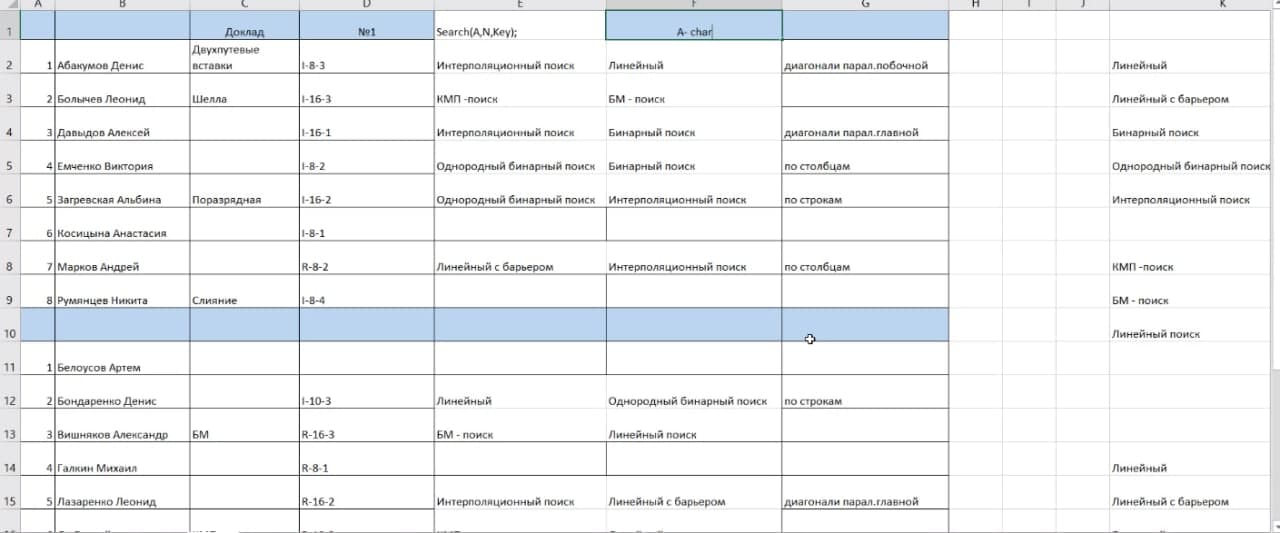 A B C D E F G H I J K
1 Доклад №1 Search(A,N,Key); A- char
2 1 Абакумов Денис Двухпутевые вставки I-8-3 Интерполяционный поиск Линейный диагонали парал.побочной Линейный
3 2 Болычев Леонид Шелла I-16-3 КМП -поиск БМ - поиск Линейный с барьером
4 3 Давыдов Алексей I-16-1 Интерполяционный поиск Бинарный поиск диагонали парал.главной Бинарный поиск
5 4 Емченко Виктория I-8-2 Однородный бинарный поиск Бинарный поиск по столбцам Однородный бинарный поиск
6 5 Загревская Альбина Поразрядная I-16-2 Однородный бинарный поиск Интерполяционный поиск по строкам Интерполяционный поиск
7 6 Косицына Анастасия I-8-1
8 7 Марков Андрей R-8-2 Линейный с барьером Интерполяционный поиск по столбцам КМП -поиск
9 8 Румянцев Никита Слияние I-8-4 БМ - поиск
10 Линейный поиск
11 1 Белоусов Артем
12 2 Бондаренко Денис I-10-3 Линейный Однородный бинарный поиск по строкам
13 3 Вишняков Александр БМ R-16-3 БМ - поиск Линейный поиск
14 4 Галкин Михаил R-8-1 Линейный
15 5 Лазаренко Леонид R-16-2 Интерполяционный поиск Линейный с барьером диагонали парал.главной Линейный с барьером